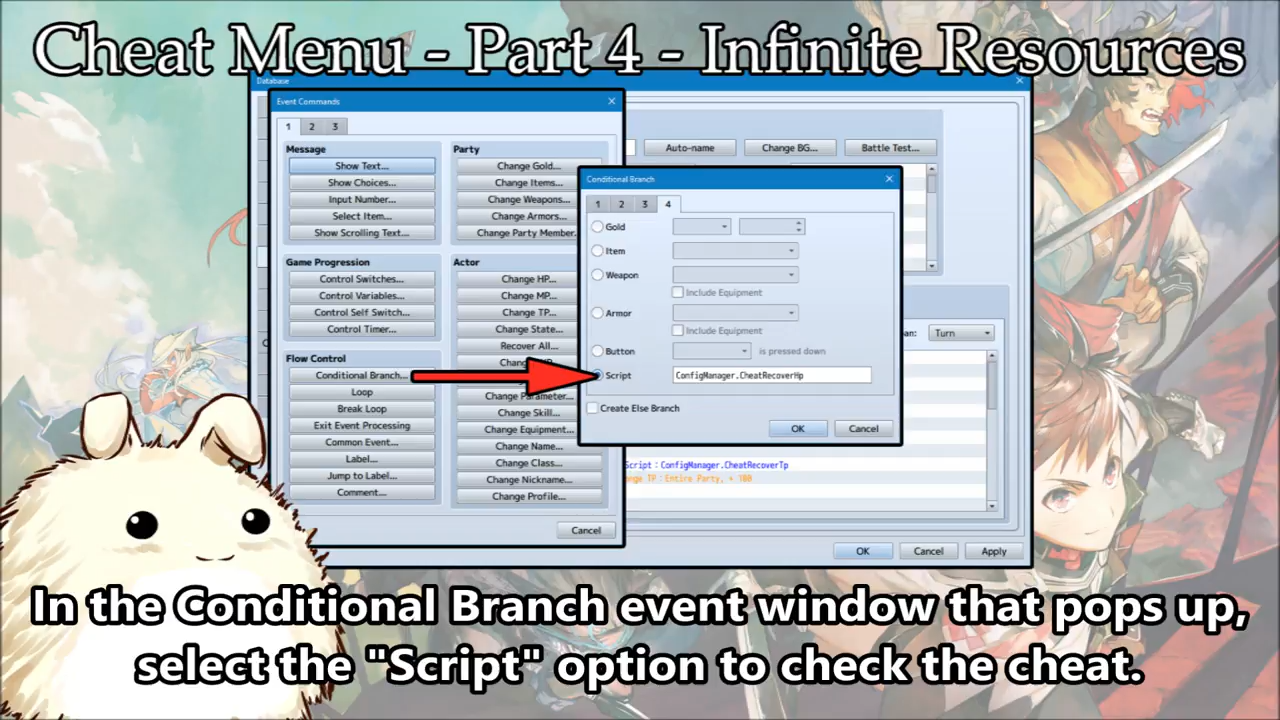 Cheat Menu - Part 4 - Infinite Resources
Database
Event Commands
1 2 3
Message
Show Text...
Show Choices...
Input Number...
Select Item...
Show Scrolling Text...
Game Progression
Control Switches...
Control Variables...
Control Self Switch...
Control Timer...
Flow Control
Conditional Branch...
Loop
Break Loop
Exit Event Processing
Common Event...
Label...
Jump to Label...
Comment...
Party
Change Gold...
Change Items...
Change Weapons...
Change Armors...
Change Party Member.
Actor
Change HP...
Change MP...
Change TP...
Change State...
Recover All...
Change Parameter...
Change Skill...
Change Equipment...
Change Name...
Change Class...
Change Nickname...
Change Profile...
Cancel
Auto-name
Change BG...
Battle Test...
Conditional Branch
1 2 3 4
Gold
Item
Weapon
Include Equipment
Armor
Include Equipment
Button
is pressed down
Script
ConfigManager.CheatRecoverHp
Create Else Branch
OK
Cancel
an: Turn
Script : ConfigManager.CheatRecoverTp
nge TP : Entire Party, + 100
OK
Cancel
Apply
In the Conditional Branch event window that pops up,
select the "Script" option to check the cheat.